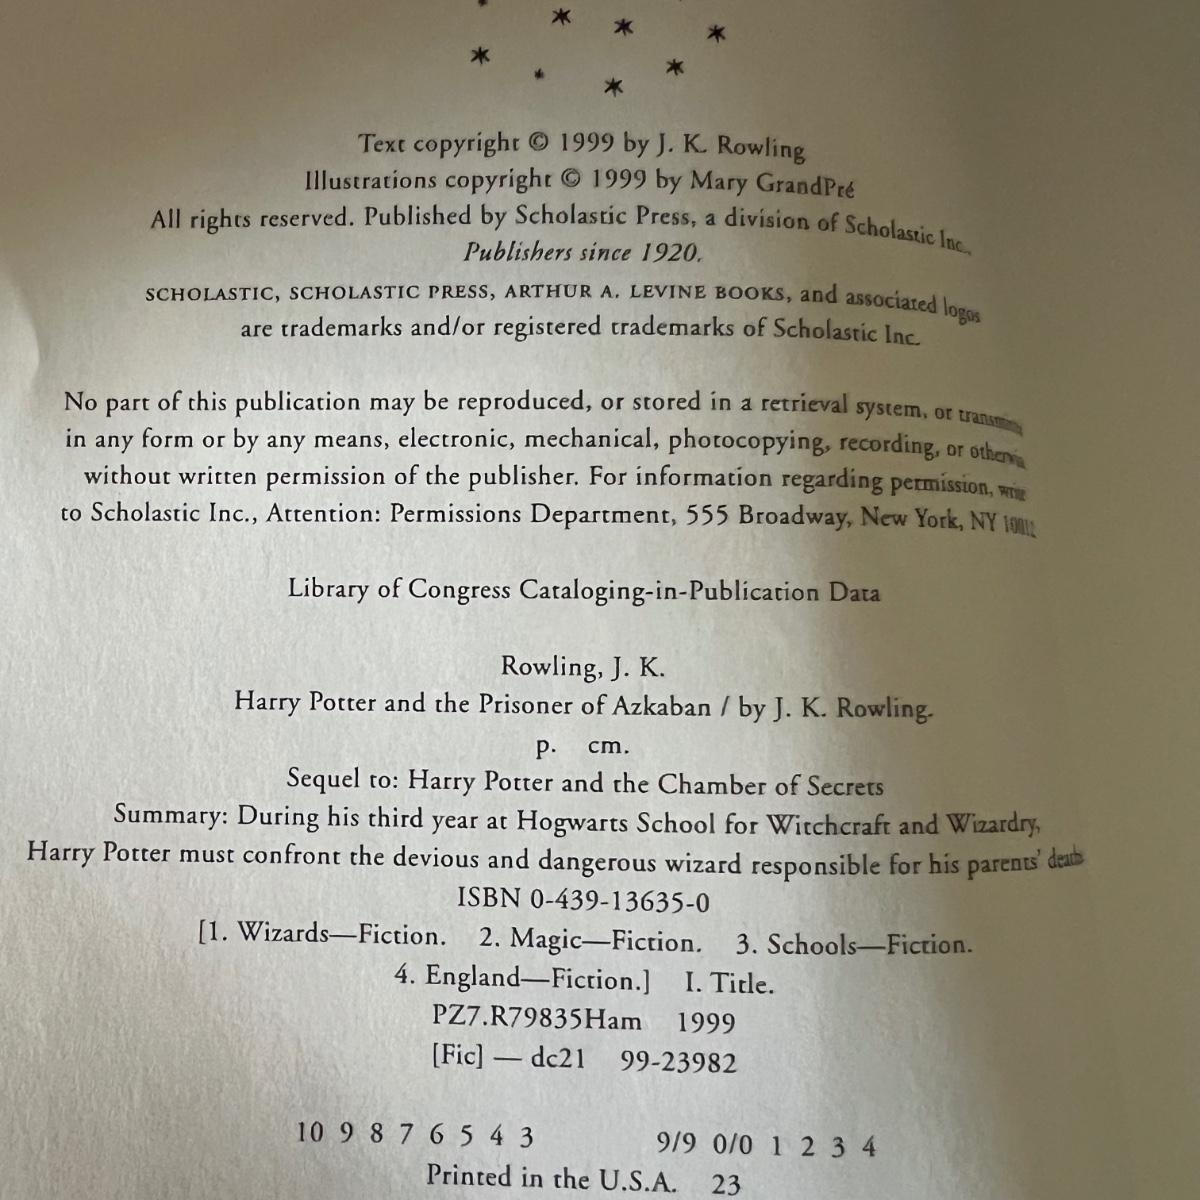 Text copyright © 1999 by J. K. Rowling
Illustrations copyright © 1999 by Mary GrandPré
All rights reserved. Published by Scholastic Press, a division of Scholastic Inc.,
Publishers since 1920.
SCHOLASTIC, SCHOLASTIC PRESS, ARTHUR A. LEVINE BOOKS, and associated logos
are trademarks and/or registered trademarks of Scholastic Inc.
No part of this publication may be reproduced, or stored in a retrieval system, or
in any form or by any means, electronic, mechanical, photocopying, recording, or
without written permission of the publisher. For information regarding permission, write
to Scholastic Inc., Attention: Permissions Department, 555 Broadway, New York, NY 10012
Library of Congress Cataloging-in-Publication Data
Rowling, J. K.
Harry Potter and the Prisoner of Azkaban / by J. K. Rowling.
p. cm.
Sequel to: Harry Potter and the Chamber of Secrets
Summary: During his third year at Hogwarts School for Witchcraft and Wizardry,
Harry Potter must confront the devious and dangerous wizard responsible for his parents'
ISBN 0-439-13635-0
[1. Wizards—Fiction. 2. Magic—Fiction. 3. Schools—Fiction.
4. England—Fiction.] I. Title.
PZ7.R79835Ham 1999
[Fic] — dc21 99-23982
10 9 8 7 6 5 4 3 9/9 0/0 1 2 3 4
Printed in the U.S.A. 23